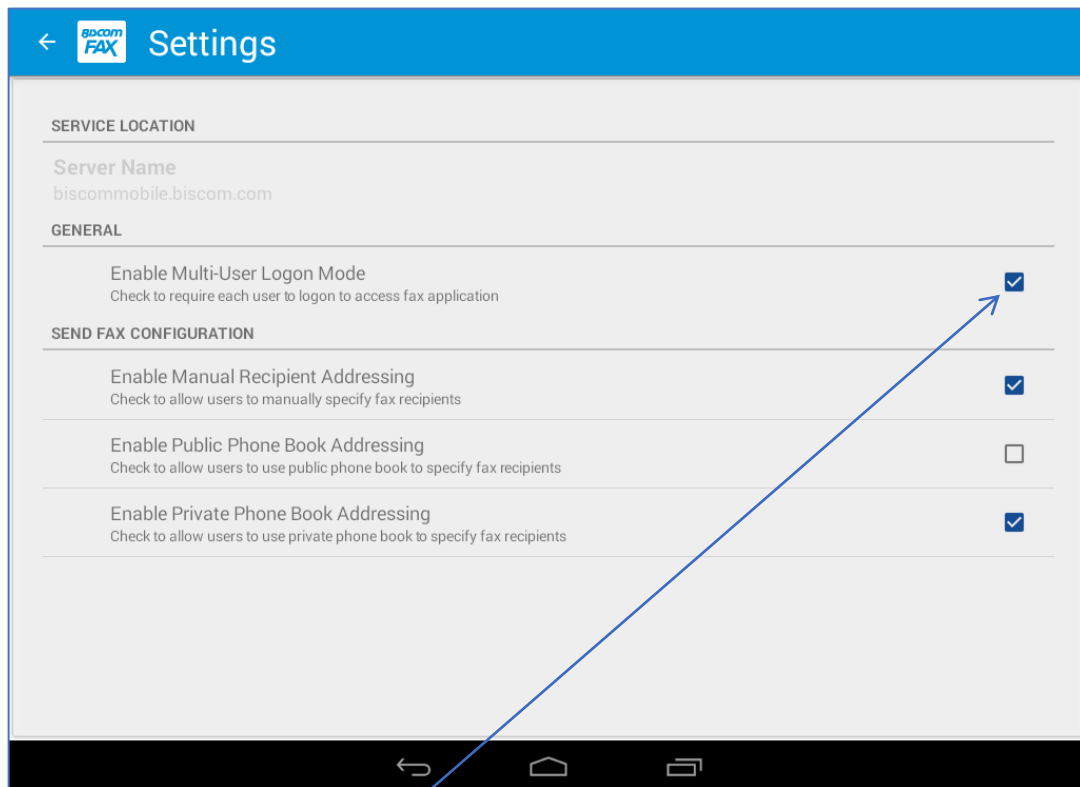 BISCOM
FAX
Settings
SERVICE LOCATION
Server Name
biscommobile.biscom.com
GENERAL
Enable Multi-User Logon Mode
Check to require each user to logon to access fax application
SEND FAX CONFIGURATION
Enable Manual Recipient Addressing
Check to allow users to manually specify fax recipients
Enable Public Phone Book Addressing
Check to allow users to use public phone book to specify fax recipients
Enable Private Phone Book Addressing
Check to allow users to use private phone book to specify fax recipients